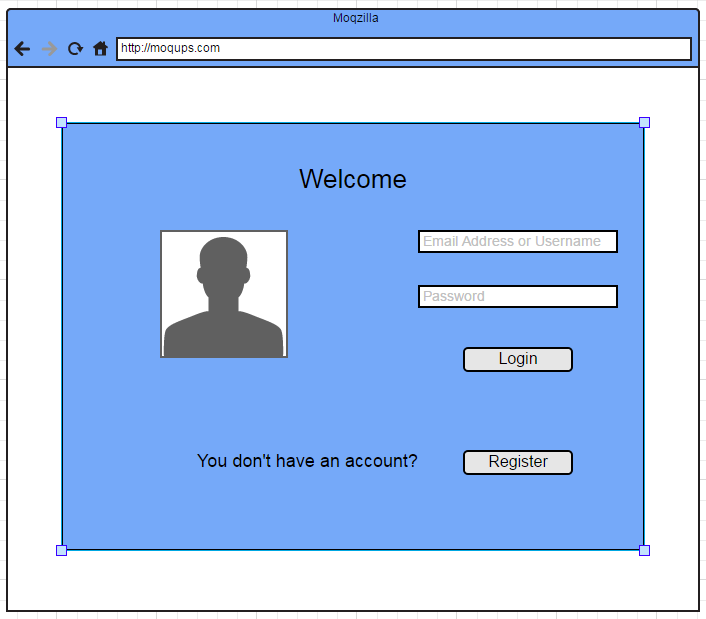 Moqzilla
http://moqups.com
Welcome
Email Address or Username
Password
Login
You don't have an account?
Register